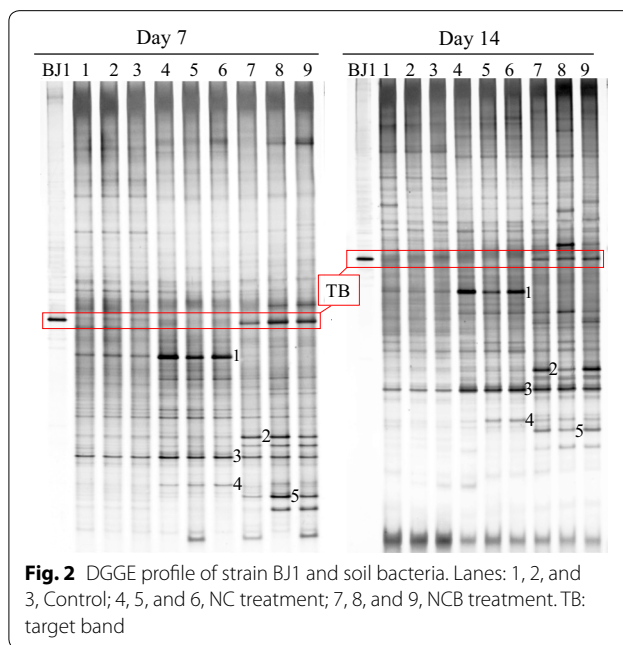 Day 7
Day 14
BJ1 1 2 3 4 5 6 7 8 9
BJ1 1 2 3 4 5 6 7 8 9
TB
1
2
3
4
5
1
2
3
4
5
Fig. 2 DGGE profile of strain BJ1 and soil bacteria. Lanes: 1, 2, and
3, Control; 4, 5, and 6, NC treatment; 7, 8, and 9, NCB treatment. TB:
target band